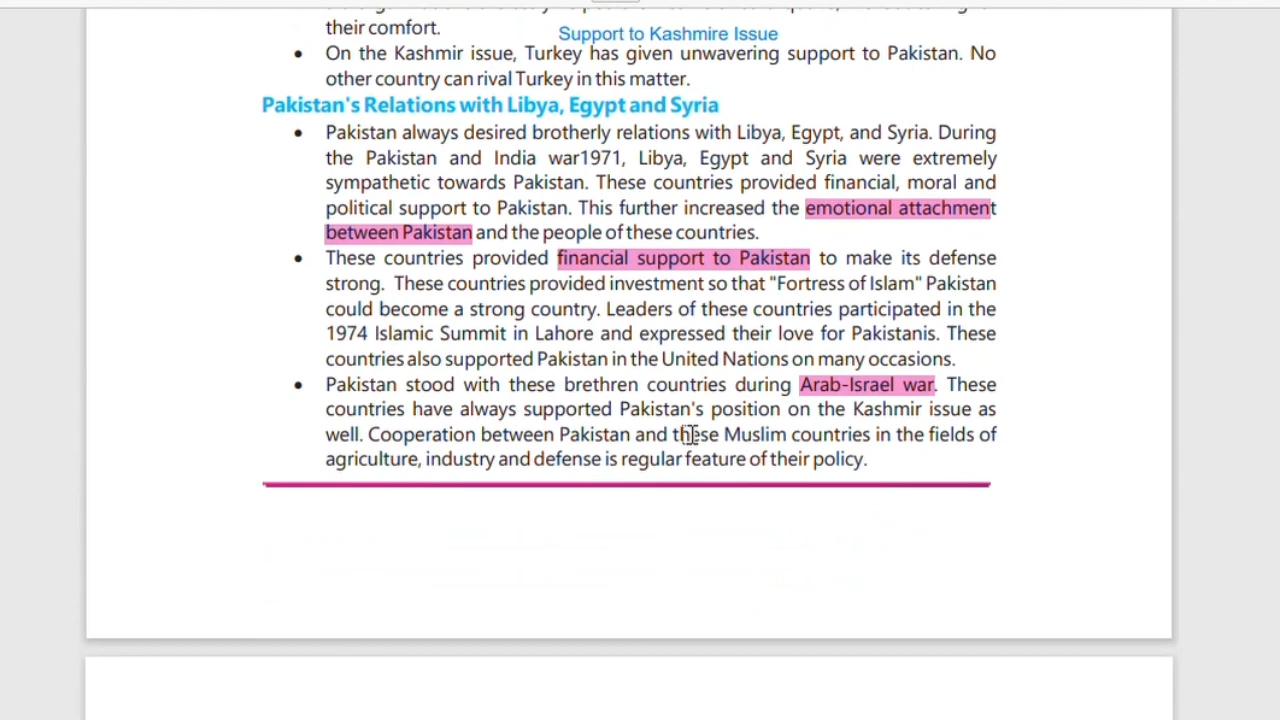 their comfort.
Support to Kashmire Issue
• On the Kashmir issue, Turkey has given unwavering support to Pakistan. No
other country can rival Turkey in this matter.
Pakistan's Relations with Libya, Egypt and Syria
• Pakistan always desired brotherly relations with Libya, Egypt, and Syria. During
the Pakistan and India war1971, Libya, Egypt and Syria were extremely
sympathetic towards Pakistan. These countries provided financial, moral and
political support to Pakistan. This further increased the emotional attachment
between Pakistan and the people of these countries.
• These countries provided financial support to Pakistan to make its defense
strong. These countries provided investment so that "Fortress of Islam" Pakistan
could become a strong country. Leaders of these countries participated in the
1974 Islamic Summit in Lahore and expressed their love for Pakistanis. These
countries also supported Pakistan in the United Nations on many occasions.
• Pakistan stood with these brethren countries during Arab-Israel war. These
countries have always supported Pakistan's position on the Kashmir issue as
well. Cooperation between Pakistan and these Muslim countries in the fields of
agriculture, industry and defense is regular feature of their policy.